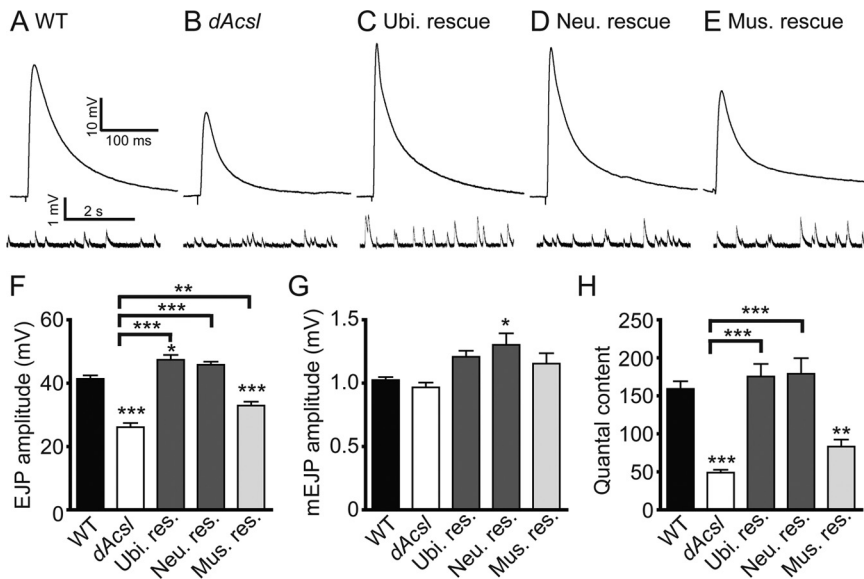 A WT
B dAcsl
C Ubi. rescue
D Neu. rescue
E Mus. rescue
10 mV
100 ms
1 mV
2 s
F
EJP amplitude (mV)
60
40
20
0
**
***
***
*
***
***
WT
dAcsl
Ubi. res.
Neu. res.
Mus. res.
G
mEJP amplitude (mV)
1.5
1.0
0.5
0
*
WT
dAcsl
Ubi. res.
Neu. res.
Mus. res.
H
Quantal content
250
200
150
100
50
0
***
***
***
**
WT
dAcsl
Ubi. res.
Neu. res.
Mus. res.